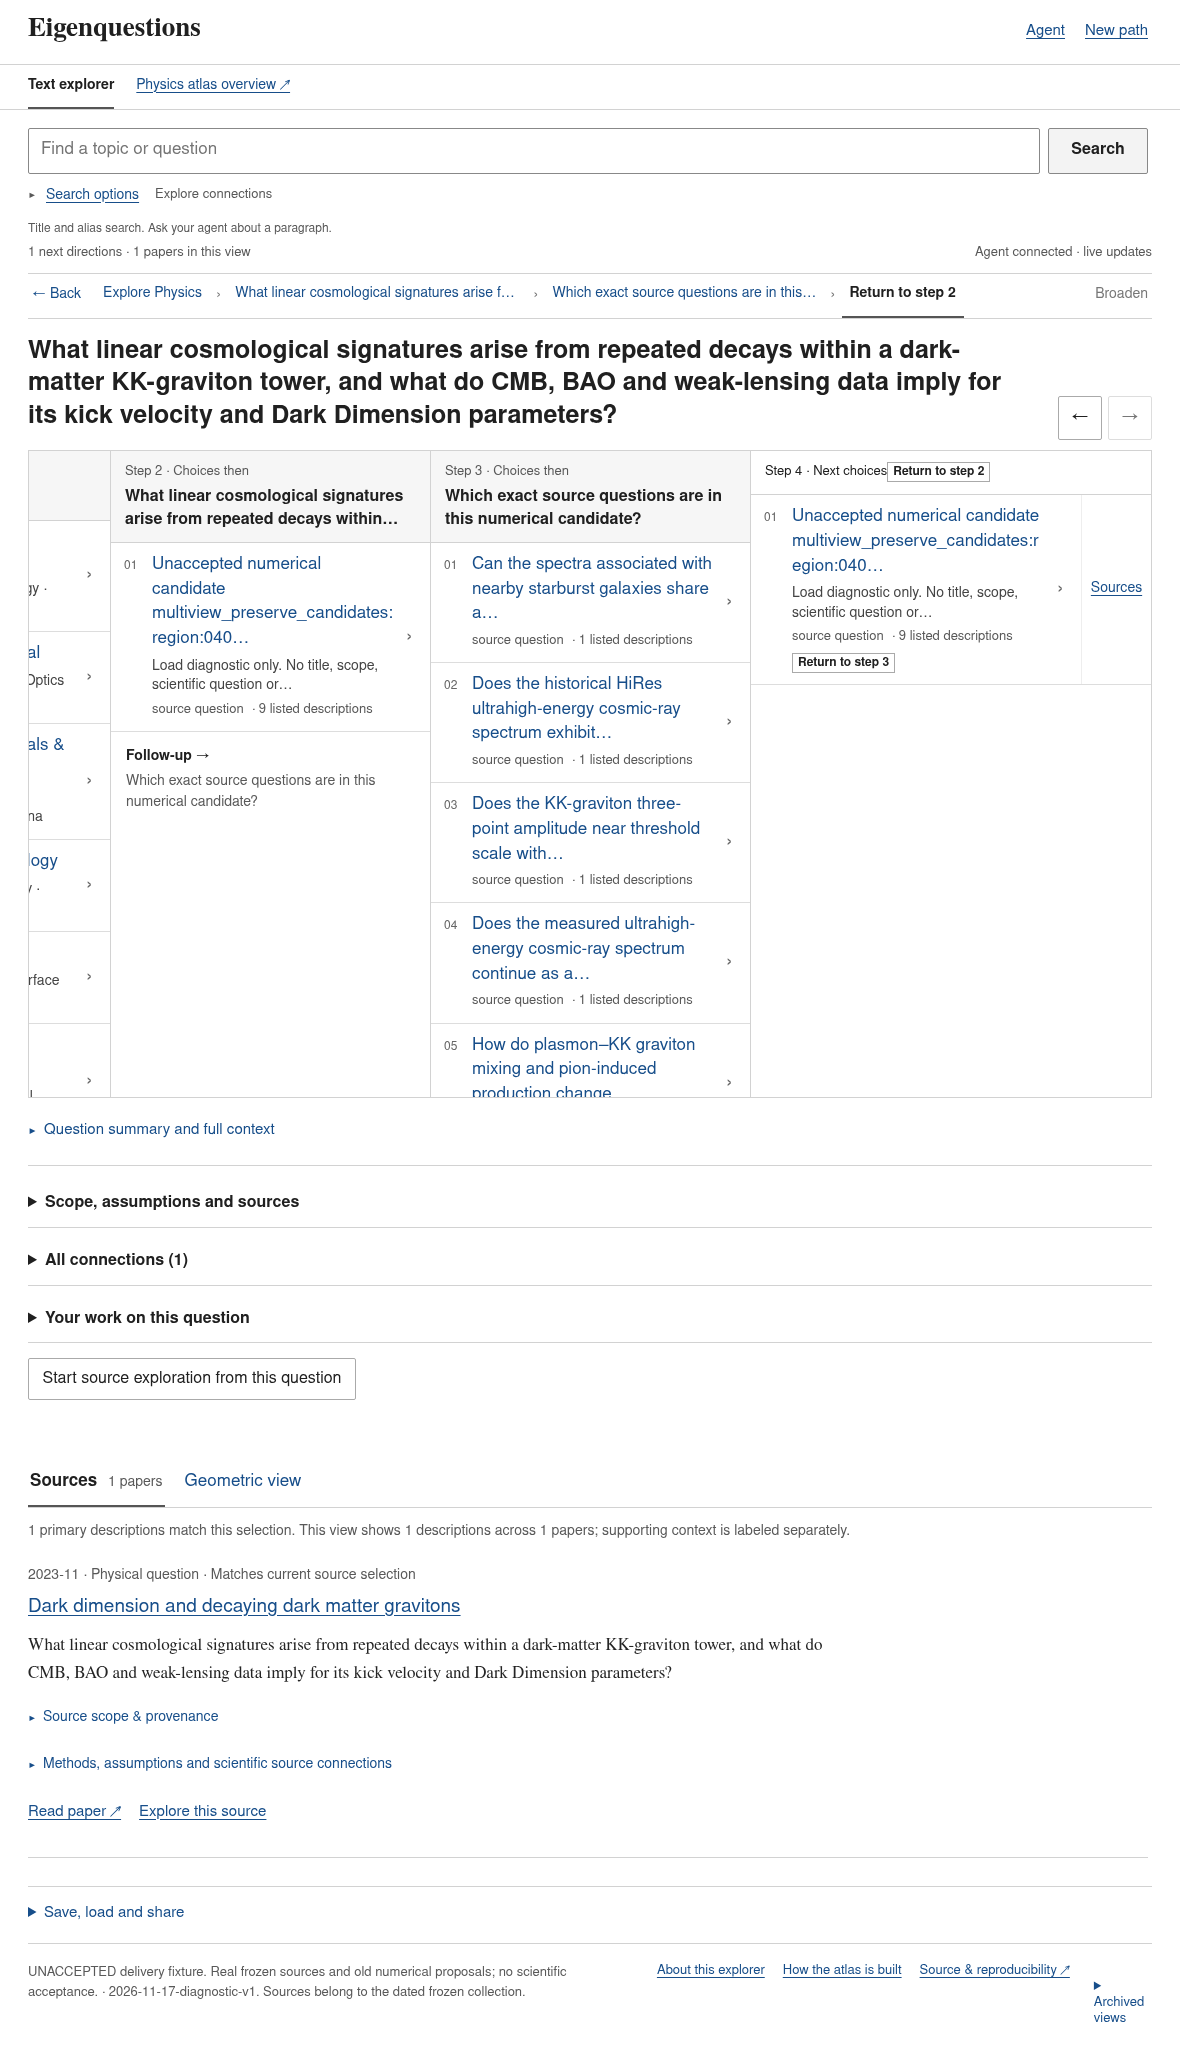 Eigenquestions
Agent New path
Text explorer Physics atlas overview ↗
Find a topic or question Search
▸ Search options Explore connections
Title and alias search. Ask your agent about a paragraph.
1 next directions · 1 papers in this view Agent connected · live updates
← Back Explore Physics › What linear cosmological signatures arise f… › Which exact source questions are in this… › Return to step 2 Broaden
What linear cosmological signatures arise from repeated decays within a dark-
matter KK-graviton tower, and what do CMB, BAO and weak-lensing data imply for
its kick velocity and Dark Dimension parameters?
← →
gy ·
al
Optics
als &
na
logy
y ·
rface
Step 2 · Choices then
What linear cosmological signatures
arise from repeated decays within…
01 Unaccepted numerical
candidate
multiview_preserve_candidates:
region:040…
Load diagnostic only. No title, scope,
scientific question or…
source question · 9 listed descriptions
Follow-up →
Which exact source questions are in this
numerical candidate?
Step 3 · Choices then
Which exact source questions are in
this numerical candidate?
01 Can the spectra associated with
nearby starburst galaxies share
a…
source question · 1 listed descriptions
02 Does the historical HiRes
ultrahigh-energy cosmic-ray
spectrum exhibit…
source question · 1 listed descriptions
03 Does the KK-graviton three-
point amplitude near threshold
scale with…
source question · 1 listed descriptions
04 Does the measured ultrahigh-
energy cosmic-ray spectrum
continue as a…
source question · 1 listed descriptions
05 How do plasmon–KK graviton
mixing and pion-induced
production change
Step 4 · Next choices Return to step 2
01 Unaccepted numerical candidate
multiview_preserve_candidates:r
egion:040…
Load diagnostic only. No title, scope,
scientific question or…
source question · 9 listed descriptions
Return to step 3
Sources
▸ Question summary and full context
▶ Scope, assumptions and sources
▶ All connections (1)
▶ Your work on this question
Start source exploration from this question
Sources 1 papers Geometric view
1 primary descriptions match this selection. This view shows 1 descriptions across 1 papers; supporting context is labeled separately.
2023-11 · Physical question · Matches current source selection
Dark dimension and decaying dark matter gravitons
What linear cosmological signatures arise from repeated decays within a dark-matter KK-graviton tower, and what do
CMB, BAO and weak-lensing data imply for its kick velocity and Dark Dimension parameters?
▸ Source scope & provenance
▸ Methods, assumptions and scientific source connections
Read paper ↗ Explore this source
▶ Save, load and share
UNACCEPTED delivery fixture. Real frozen sources and old numerical proposals; no scientific
acceptance. · 2026-11-17-diagnostic-v1. Sources belong to the dated frozen collection.
About this explorer How the atlas is built Source & reproducibility ↗
▶
Archived
views